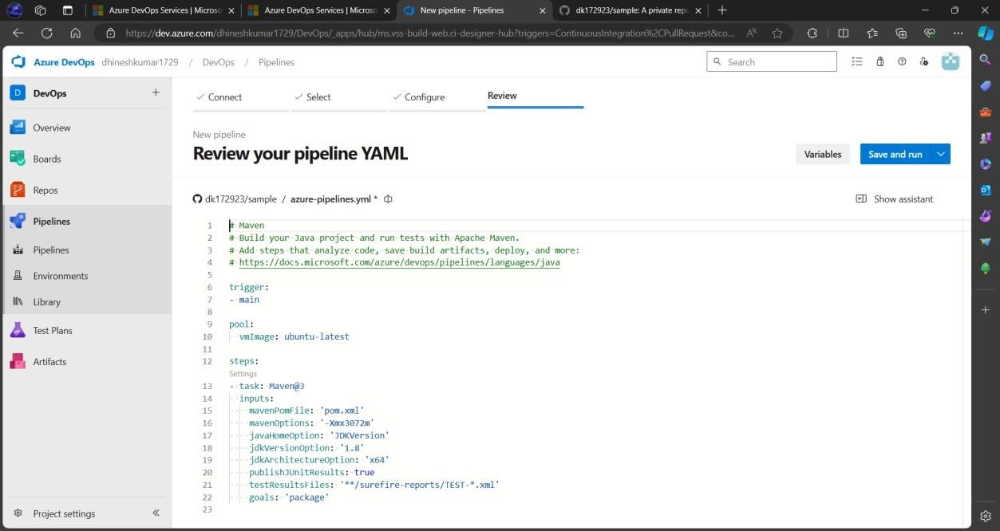 Azure DevOps Services | Microso
Azure DevOps Services | Microso
New pipeline - Pipelines
dk172923/sample: A private repo
https://dev.azure.com/dhineshkumar1729/DevOps/_apps/hub/ms.vss-build-web.ci-designer-hub?triggers=ContinuousIntegration%2CPullRequest&co...
Azure DevOps dhineshkumar1729 / DevOps / Pipelines
Search
D DevOps +
Overview
Boards
Repos
Pipelines
Pipelines
Environments
Library
Test Plans
Artifacts
Project settings
Connect
Select
Configure
Review
New pipeline
Review your pipeline YAML
Variables
Save and run
dk172923/sample / azure-pipelines.yml *
Show assistant
1 # Maven
2 # Build your Java project and run tests with Apache Maven.
3 # Add steps that analyze code, save build artifacts, deploy, and more:
4 # https://docs.microsoft.com/azure/devops/pipelines/languages/java
5
6 trigger:
7 - main
8
9 pool:
10 vmImage: ubuntu-latest
11
12 steps:
Settings
13 - task: Maven@3
14 inputs:
15 mavenPomFile: 'pom.xml'
16 mavenOptions: '-Xmx3072m'
17 javaHomeOption: 'JDKVersion'
18 jdkVersionOption: '1.8'
19 jdkArchitectureOption: 'x64'
20 publishJUnitResults: true
21 testResultsFiles: '**/surefire-reports/TEST-*.xml'
22 goals: 'package'
23